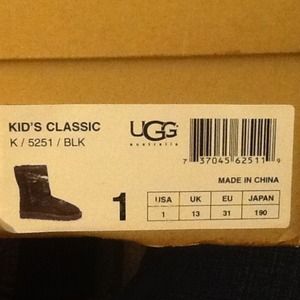 KID'S CLASSIC
K / 5251 / BLK
UGG
australia
7 37045 62511 9
MADE IN CHINA
1
USA UK EU JAPAN
1 13 31 190